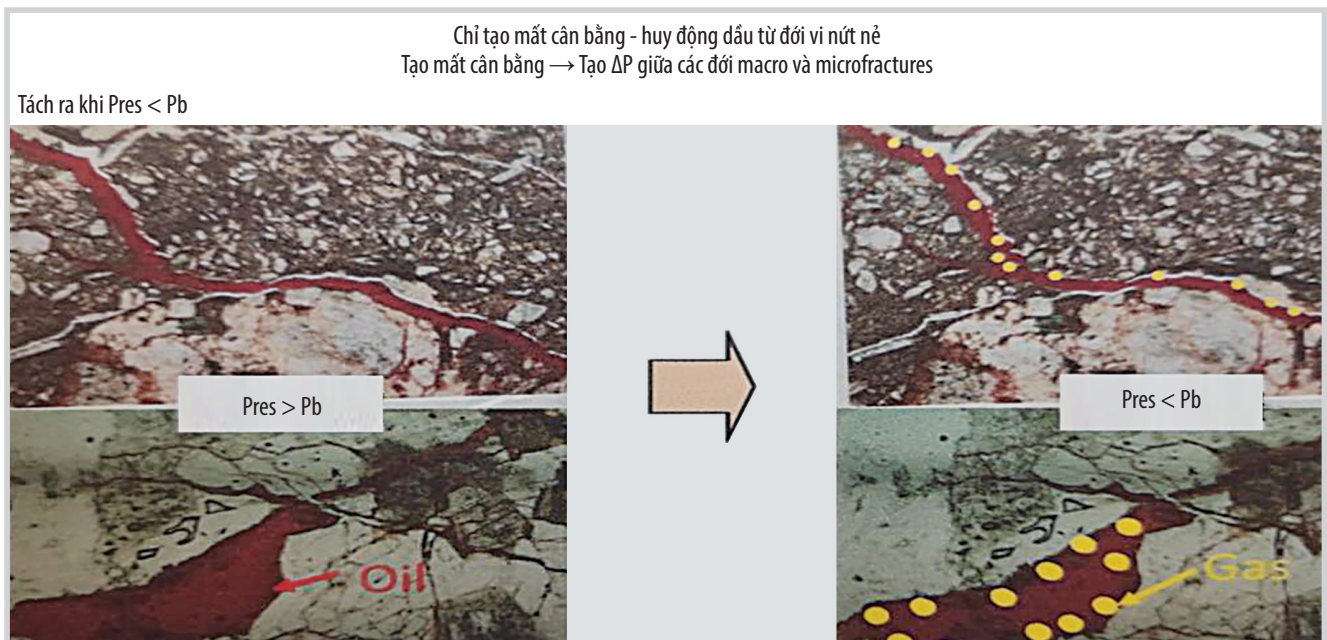 Chỉ tạo mất cân bằng - huy động dầu từ đới vi nứt nẻ
Tạo mất cân bằng → Tạo ΔP giữa các đới macro và microfractures
Tách ra khi Pres < Pb
Pres > Pb
Pres < Pb
Oil
Gas